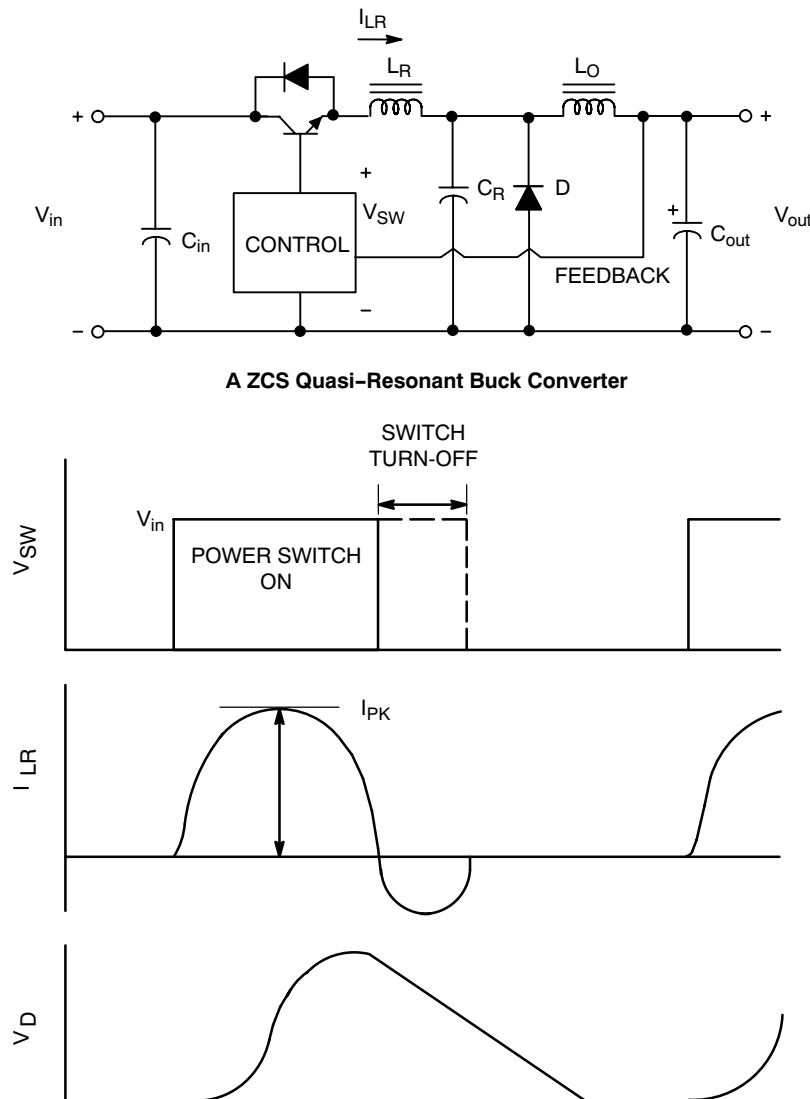 I_LR
L_R
L_O
+
+
+
C_R
D
+
V_in
V_SW
V_out
C_in
CONTROL
C_out
FEEDBACK
−
−
−
A ZCS Quasi−Resonant Buck Converter
SWITCH
TURN-OFF
V_in
V_SW
POWER SWITCH
ON
I_PK
I_LR
V_D